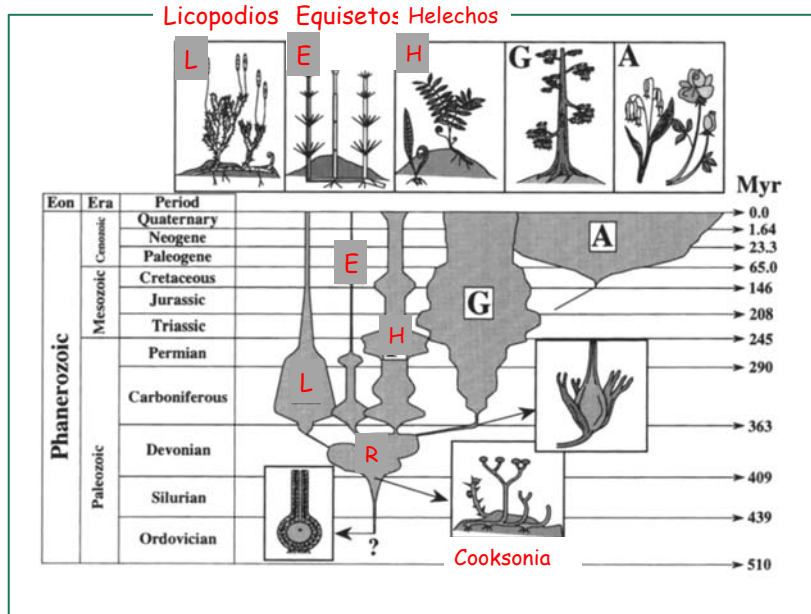 Licopodios Equisetos Helechos
L E H G A
Myr
Eon Era Period
Quaternary 0.0
Neogene 1.64
Paleogene 23.3
Cretaceous 65.0
Jurassic 146
Triassic 208
Permian 245
Carboniferous 290
Devonian 363
Silurian 409
Ordovician 439
510
Phanerozoic
Cenozoic
Mesozoic
Paleozoic
A
E
G
H
L
R
?
Cooksonia